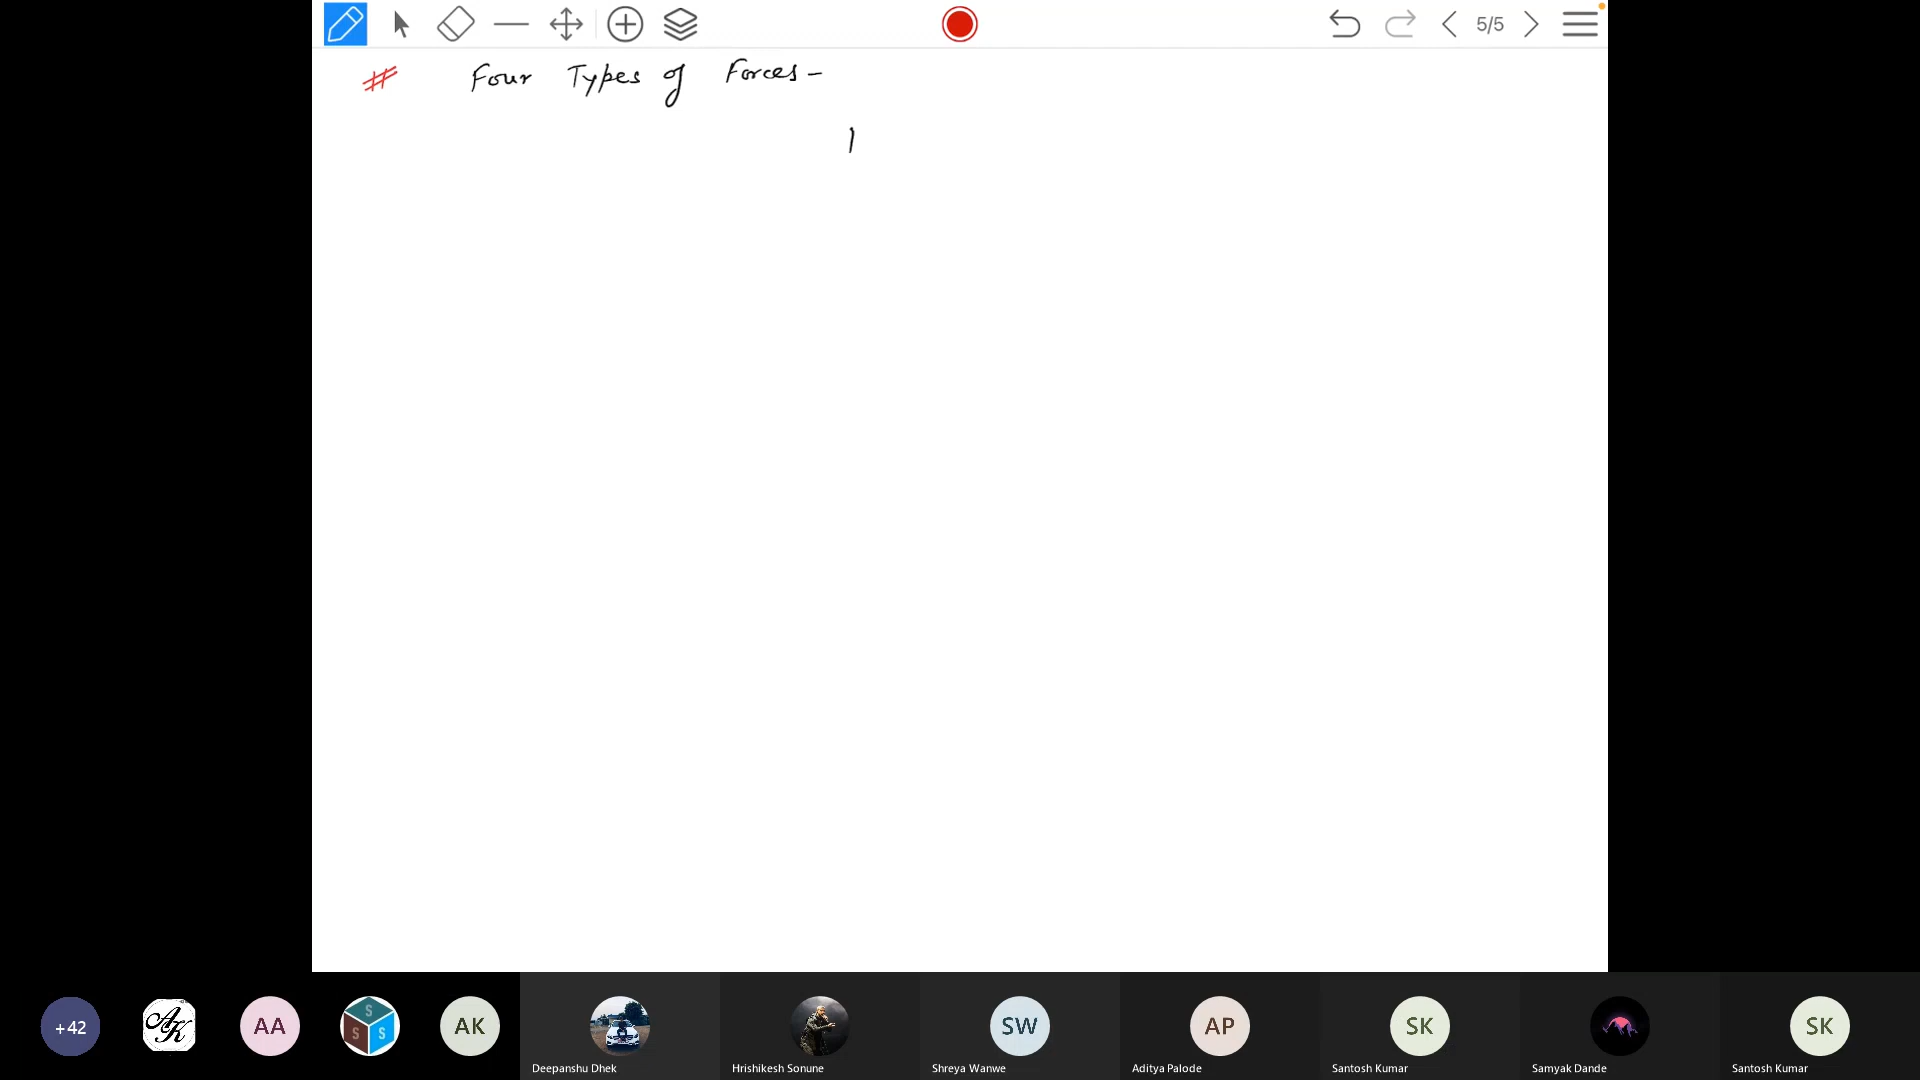 5/5
# Four Types of Forces -
+42
AK
AA
S
S S
AK
SW
AP
SK
SK
Deepanshu Dhek
Hrishikesh Sonune
Shreya Wanwe
Aditya Palode
Santosh Kumar
Samyak Dande
Santosh Kumar